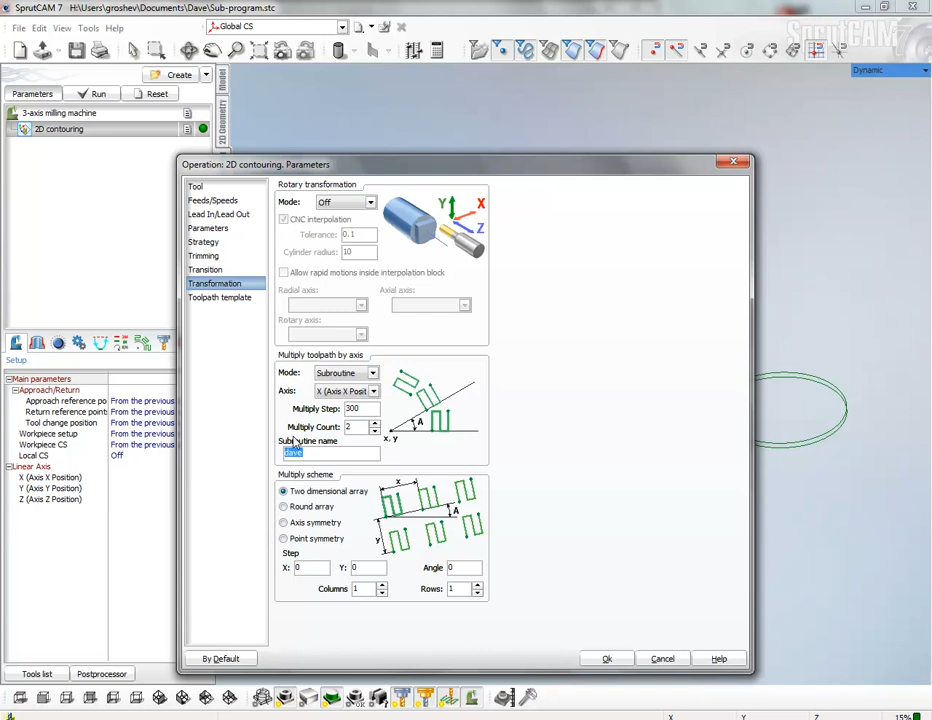 SprutCAM 7 H:\Users\groshev\Documents\Dave\Sub-program.stc
File Edit View Tools Help
Global CS
SprutCAM 7
Create
Dynamic
Parameters Run Reset
Model
3-axis milling machine
2D contouring
2D Geometry
Operation: 2D contouring. Parameters
Tool
Feeds/Speeds
Lead In/Lead Out
Parameters
Strategy
Trimming
Transition
Transformation
Toolpath template
Rotary transformation
Mode: Off
CNC interpolation
Tolerance: 0.1
Cylinder radius: 10
Y X
Z
Allow rapid motions inside interpolation block
Radial axis: Axial axis:
Rotary axis:
Multiply toolpath by axis
Mode: Subroutine
Axis: X (Axis X Posit
Multiply Step: 300
Multiply Count: 2
A
x, y
Subroutine name
dave
Multiply scheme
Two dimensional array
Round array
Axis symmetry
Point symmetry
x
A
y
Step
X: 0 Y: 0 Angle 0
Columns 1 Rows: 1
By Default Ok Cancel Help
Setup
Main parameters
Approach/Return
Approach reference po From the previous
Return reference point From the previous
Tool change position From the previous
Workpiece setup From the previous
Workpiece CS From the previous
Local CS Off
Linear Axis
X (Axis X Position)
Y (Axis Y Position)
Z (Axis Z Position)
Tools list Postprocessor
OK
X Y Z 15%